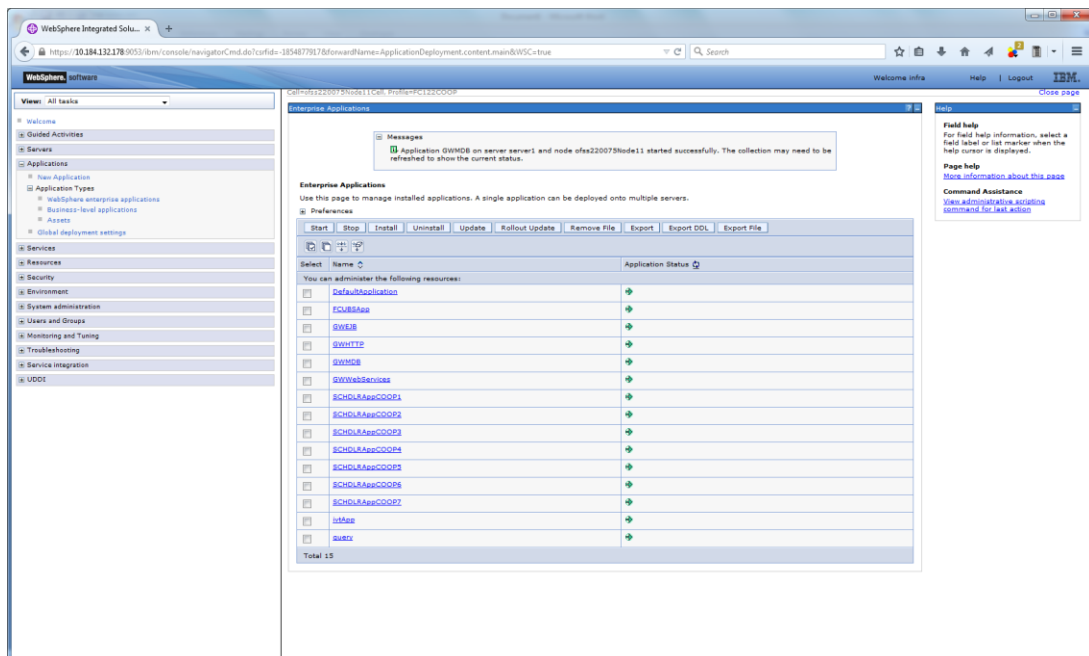 WebSphere Integrated Solu... × +
https://10.184.132.178:9053/ibm/console/navigatorCmd.do?csrfid=-1854877917&forwardName=ApplicationDeployment.content.main&WSC=true
Search
WebSphere. software
Welcome infra
Help | Logout
IBM.
View: All tasks
Welcome
Guided Activities
Servers
Applications
New Application
Application Types
WebSphere enterprise applications
Business-level applications
Assets
Global deployment settings
Services
Resources
Security
Environment
System administration
Users and Groups
Monitoring and Tuning
Troubleshooting
Service integration
UDDI
Cell=ofss220075Node11Cell, Profile=FC122COOP
Close page
Enterprise Applications
Messages
Application GWMDB on server server1 and node ofss220075Node11 started successfully. The collection may need to be
refreshed to show the current status.
Enterprise Applications
Use this page to manage installed applications. A single application can be deployed onto multiple servers.
Preferences
Start Stop Install Uninstall Update Rollout Update Remove File Export Export DDL Export File
Select Name Application Status
You can administer the following resources:
DefaultApplication
FCUBSApp
GWEJB
GWHTTP
GWMDB
GWWebServices
SCHDLRAppCOOP1
SCHDLRAppCOOP2
SCHDLRAppCOOP3
SCHDLRAppCOOP4
SCHDLRAppCOOP5
SCHDLRAppCOOP6
SCHDLRAppCOOP7
ivtApp
query
Total 15
Help
Field help
For field help information, select a
field label or list marker when the
help cursor is displayed.
Page help
More information about this page
Command Assistance
View administrative scripting
command for last action